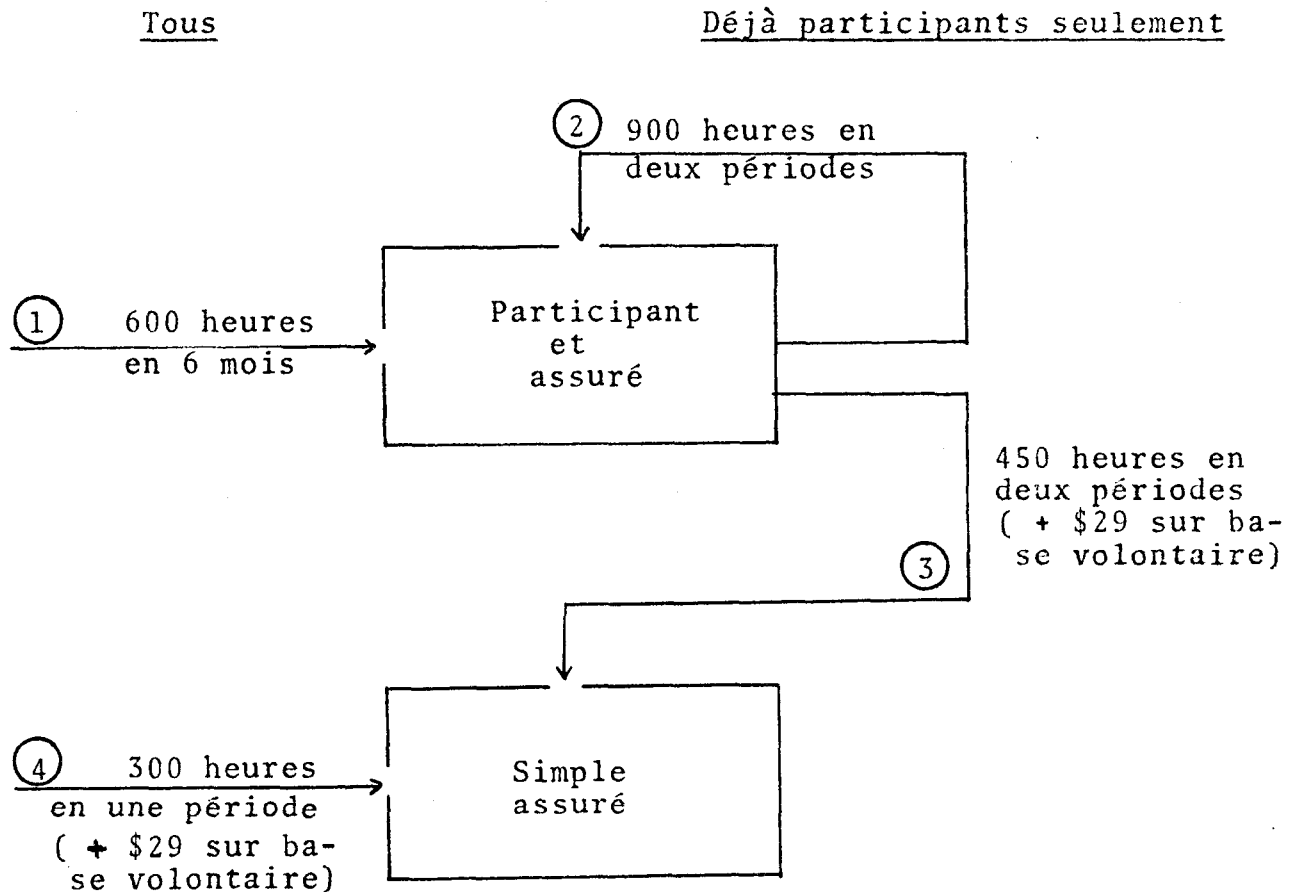 Tous
Déjà participants seulement
2
900 heures en
deux périodes
1
600 heures
en 6 mois
Participant
et
assuré
450 heures en
deux périodes
( + $29 sur ba-
se volontaire)
3
4
300 heures
en une période
( + $29 sur ba-
se volontaire)
Simple
assuré